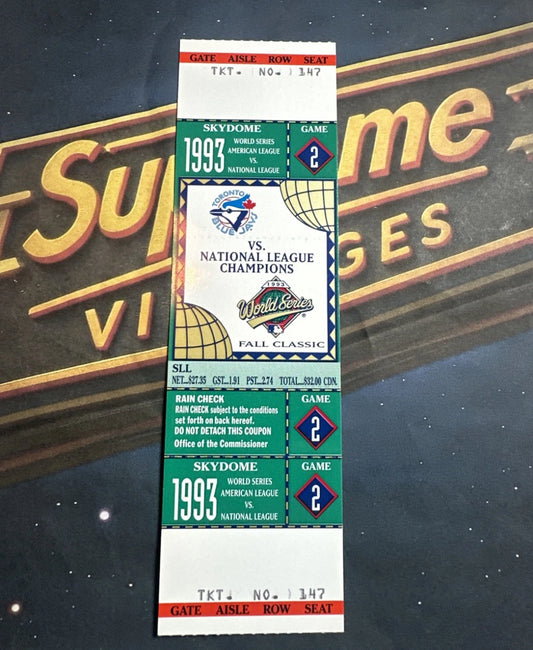 GATE AISLE ROW SEAT
TKT. NO. 147
SKYDOME
1993
WORLD SERIES
AMERICAN LEAGUE
VS.
NATIONAL LEAGUE
GAME
2
TORONTO
BLUE JAYS
VS.
NATIONAL LEAGUE
CHAMPIONS
1993
World Series
FALL CLASSIC
SLL
NET...$27.35 GST...1.91 PST...2.74 TOTAL...$32.00 CDN.
RAIN CHECK
RAIN CHECK subject to the conditions
set forth on back hereof.
DO NOT DETACH THIS COUPON
Office of the Commissioner
GAME
2
SKYDOME
1993
WORLD SERIES
AMERICAN LEAGUE
VS.
NATIONAL LEAGUE
GAME
2
TKT. NO. 147
GATE AISLE ROW SEAT
Su me
VI GES